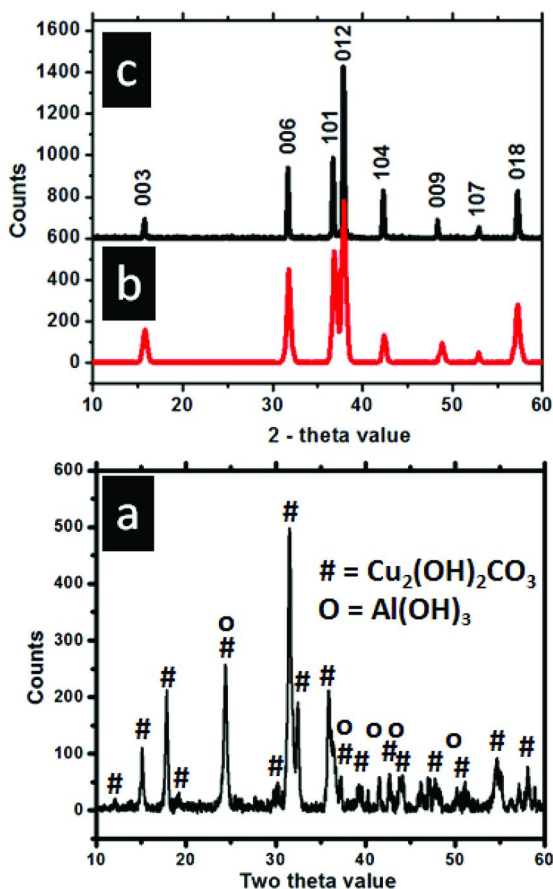 1600
1400
1200
1000
800
600
400
200
0
Counts
c
b
003
006
101
012
104
009
107
018
10 20 30 40 50 60
2 - theta value
600
500
400
300
200
100
0
Counts
a
# = Cu₂(OH)₂CO₃
O = Al(OH)₃
#
#
#
#
O
#
#
#
#
#
O
#
#
O
O
#
#
#
O
#
#
#
10 20 30 40 50 60
Two theta value